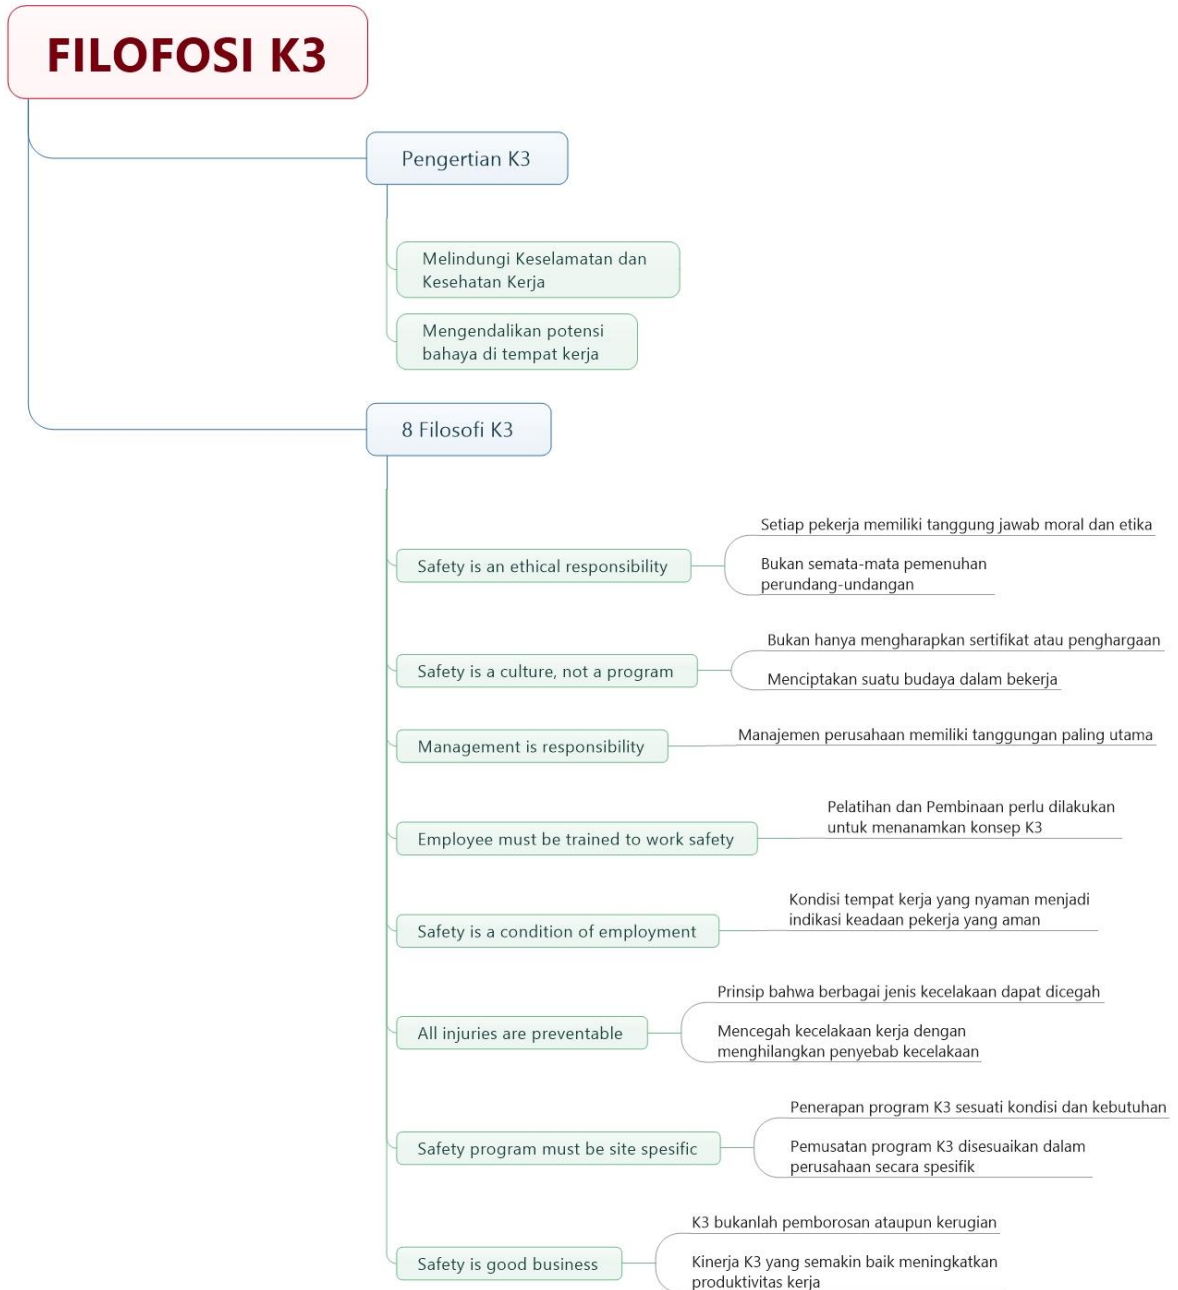 FILOFOSI K3
Pengertian K3
Melindungi Keselamatan dan
Kesehatan Kerja
Mengendalikan potensi
bahaya di tempat kerja
8 Filosofi K3
Safety is an ethical responsibility
Setiap pekerja memiliki tanggung jawab moral dan etika
Bukan semata-mata pemenuhan
perundang-undangan
Safety is a culture, not a program
Bukan hanya mengharapkan sertifikat atau penghargaan
Menciptakan suatu budaya dalam bekerja
Management is responsibility
Manajemen perusahaan memiliki tanggungan paling utama
Employee must be trained to work safety
Pelatihan dan Pembinaan perlu dilakukan
untuk menanamkan konsep K3
Safety is a condition of employment
Kondisi tempat kerja yang nyaman menjadi
indikasi keadaan pekerja yang aman
All injuries are preventable
Prinsip bahwa berbagai jenis kecelakaan dapat dicegah
Mencegah kecelakaan kerja dengan
menghilangkan penyebab kecelakaan
Safety program must be site spesific
Penerapan program K3 sesuati kondisi dan kebutuhan
Pemusatan program K3 disesuaikan dalam
perusahaan secara spesifik
Safety is good business
K3 bukanlah pemborosan ataupun kerugian
Kinerja K3 yang semakin baik meningkatkan
produktivitas kerja